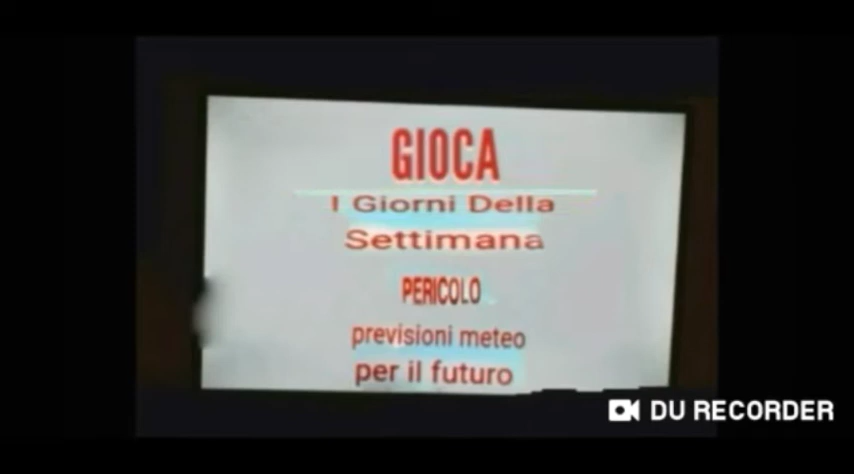 GIOCA
I Giorni Della
Settimana
PERICOLO
previsioni meteo
per il futuro
DU RECORDER